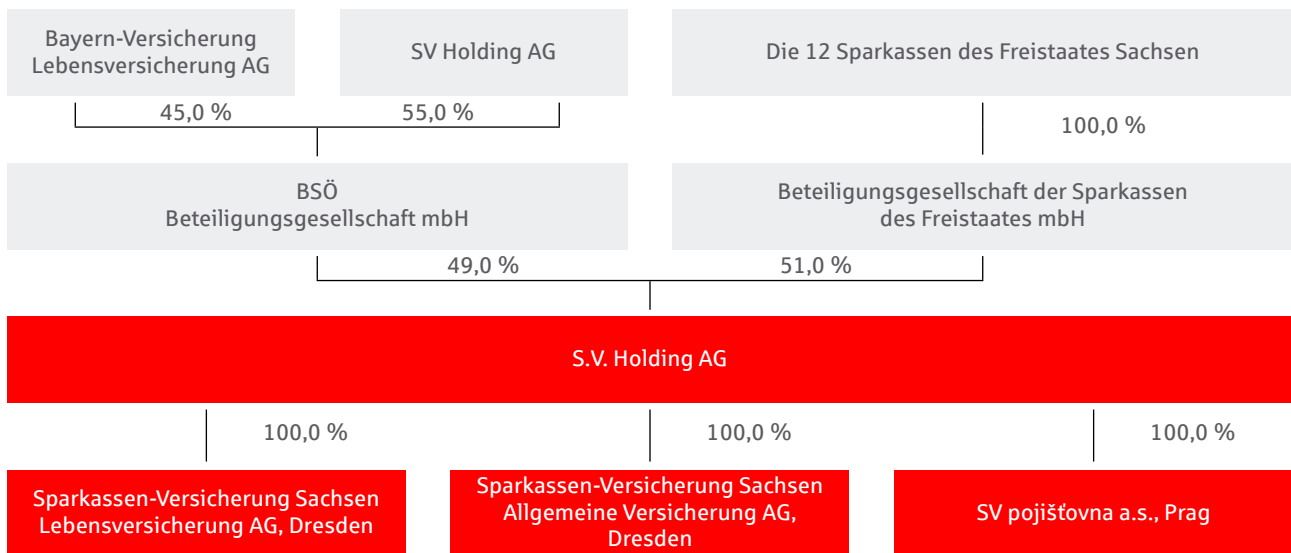 Bayern-Versicherung
Lebensversicherung AG
SV Holding AG
Die 12 Sparkassen des Freistaates Sachsen
45,0 %
55,0 %
100,0 %
BSÖ
Beteiligungsgesellschaft mbH
Beteiligungsgesellschaft der Sparkassen
des Freistaates mbH
49,0 %
51,0 %
S.V. Holding AG
100,0 %
100,0 %
100,0 %
Sparkassen-Versicherung Sachsen
Lebensversicherung AG, Dresden
Sparkassen-Versicherung Sachsen
Allgemeine Versicherung AG,
Dresden
SV pojišťovna a.s., Prag